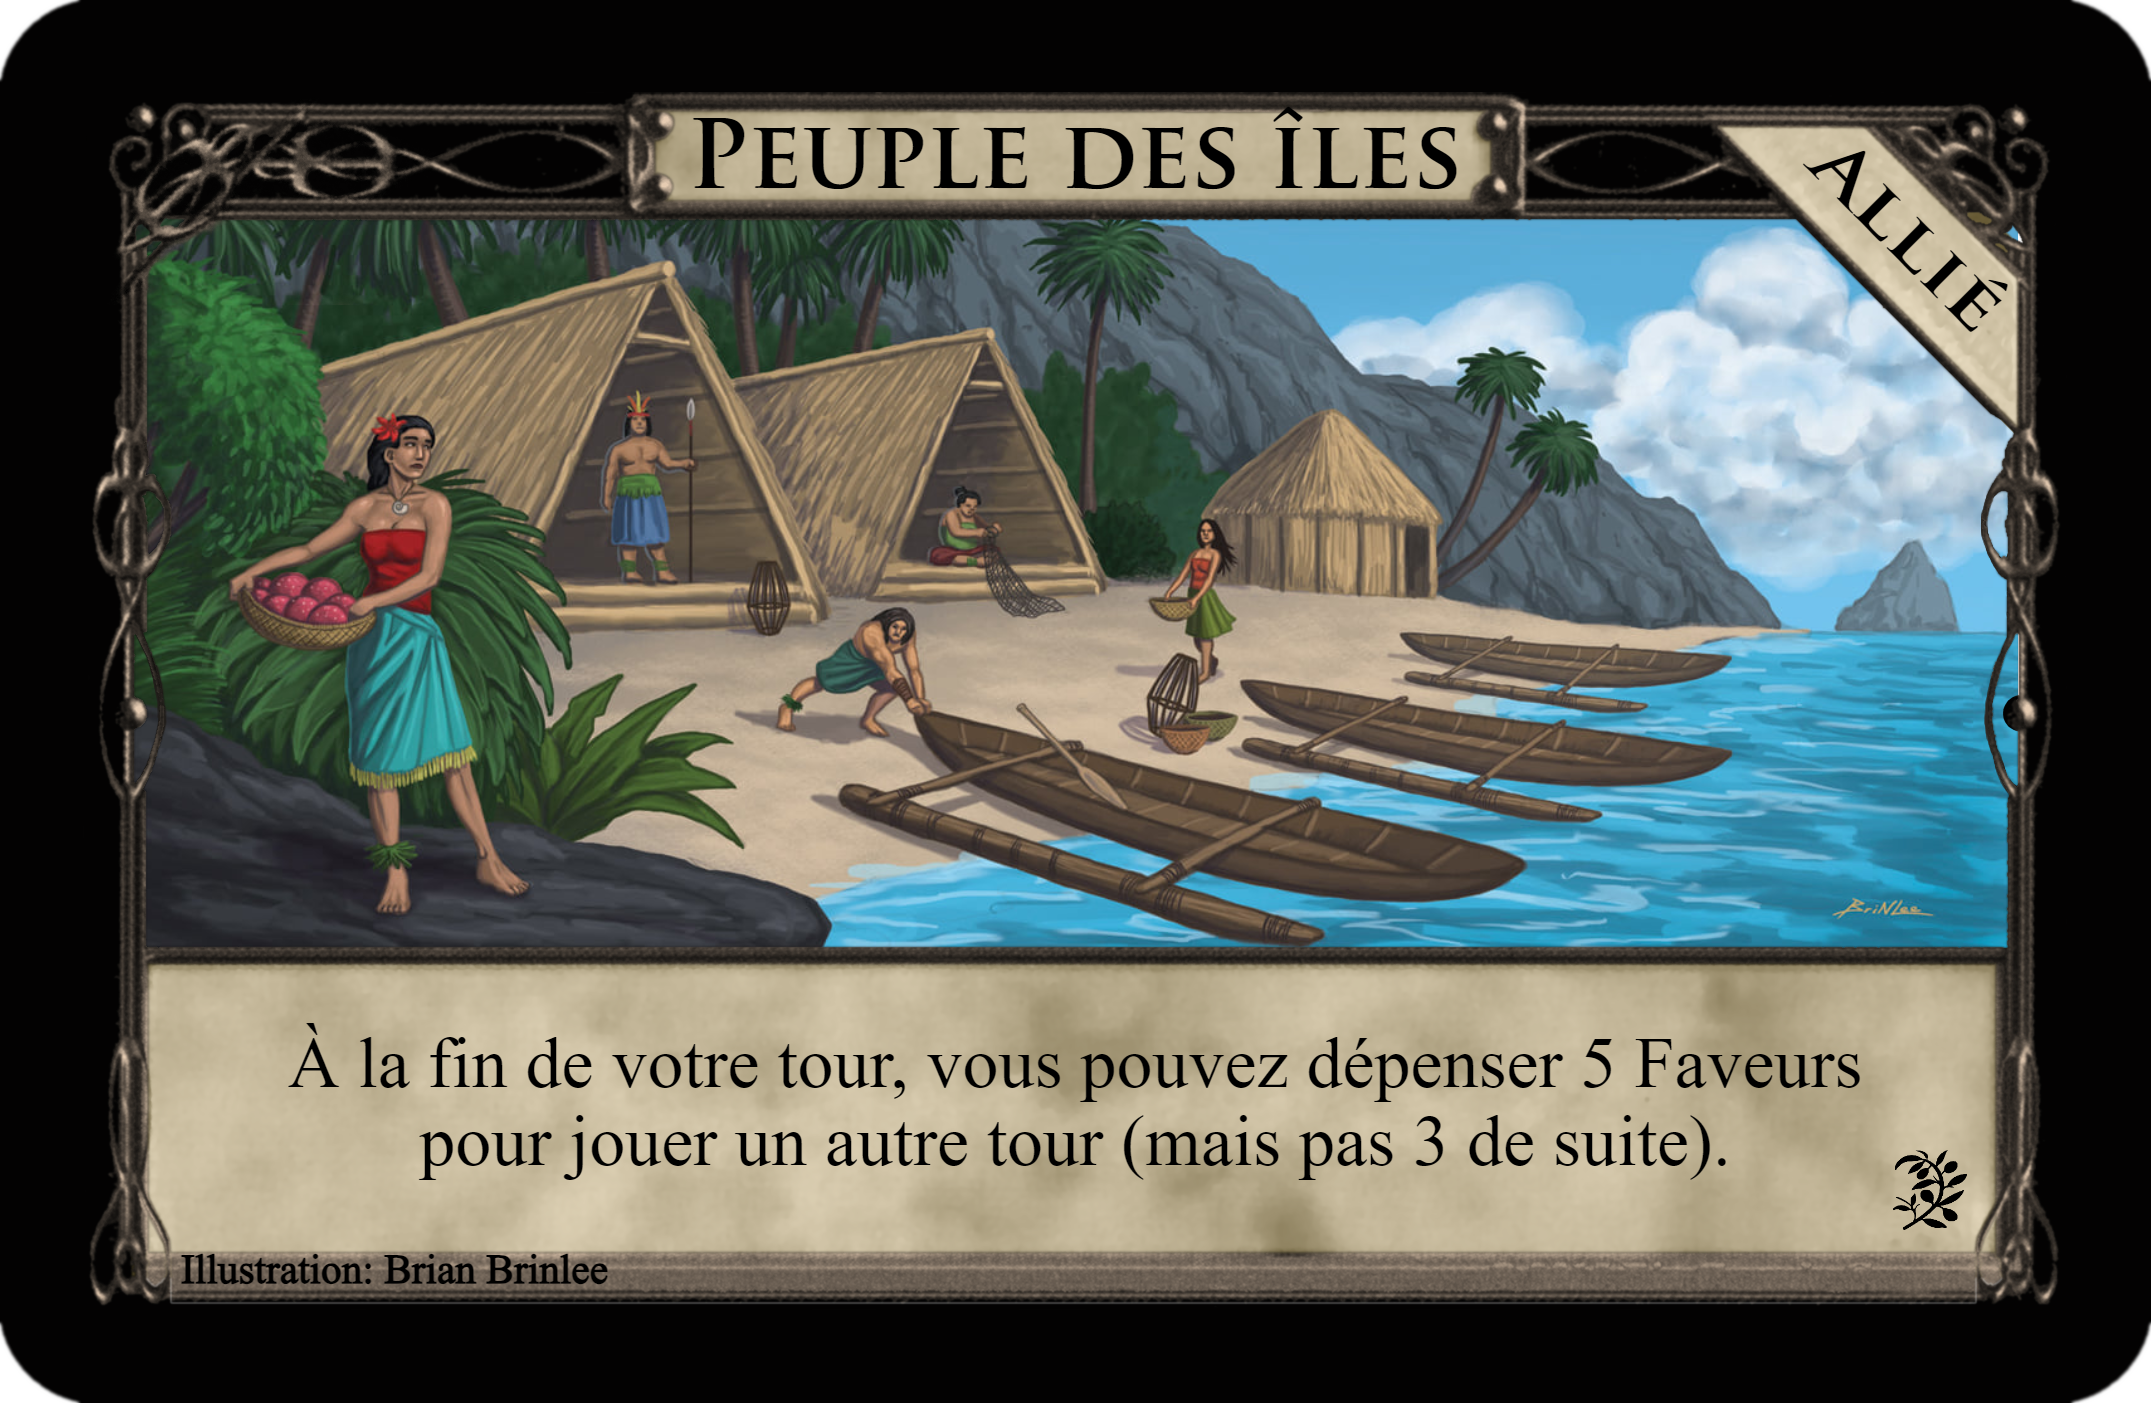 PEUPLE DES ÎLES
ALLIÉ
BriNLee
À la fin de votre tour, vous pouvez dépenser 5 Faveurs
pour jouer un autre tour (mais pas 3 de suite).
Illustration: Brian Brinlee